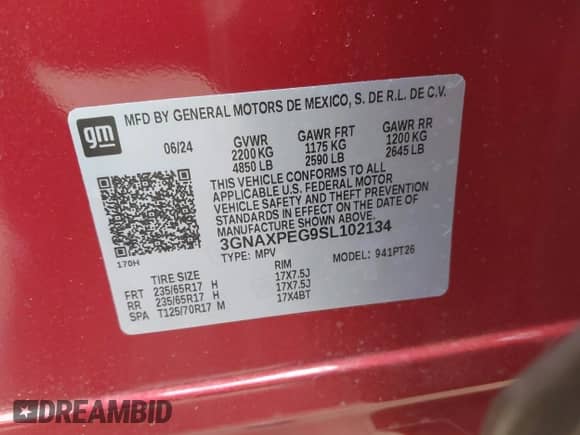 gm
MFD BY GENERAL MOTORS DE MEXICO, S. DE R.L. DE C.V.
06/24 GVWR GAWR FRT GAWR RR
2200 KG 1175 KG 1200 KG
4850 LB 2590 LB 2645 LB
THIS VEHICLE CONFORMS TO ALL
APPLICABLE U.S. FEDERAL MOTOR
VEHICLE SAFETY AND THEFT PREVENTION
STANDARDS IN EFFECT ON THE DATE OF
MANUFACTURE SHOWN ABOVE.
3GNAXPEG9SL102134
170H TYPE: MPV MODEL: 941PT26
TIRE SIZE RIM
FRT 235/65R17 H 17X7.5J
RR 235/65R17 H 17X7.5J
SPA T125/70R17 M 17X4BT
DREAMBID